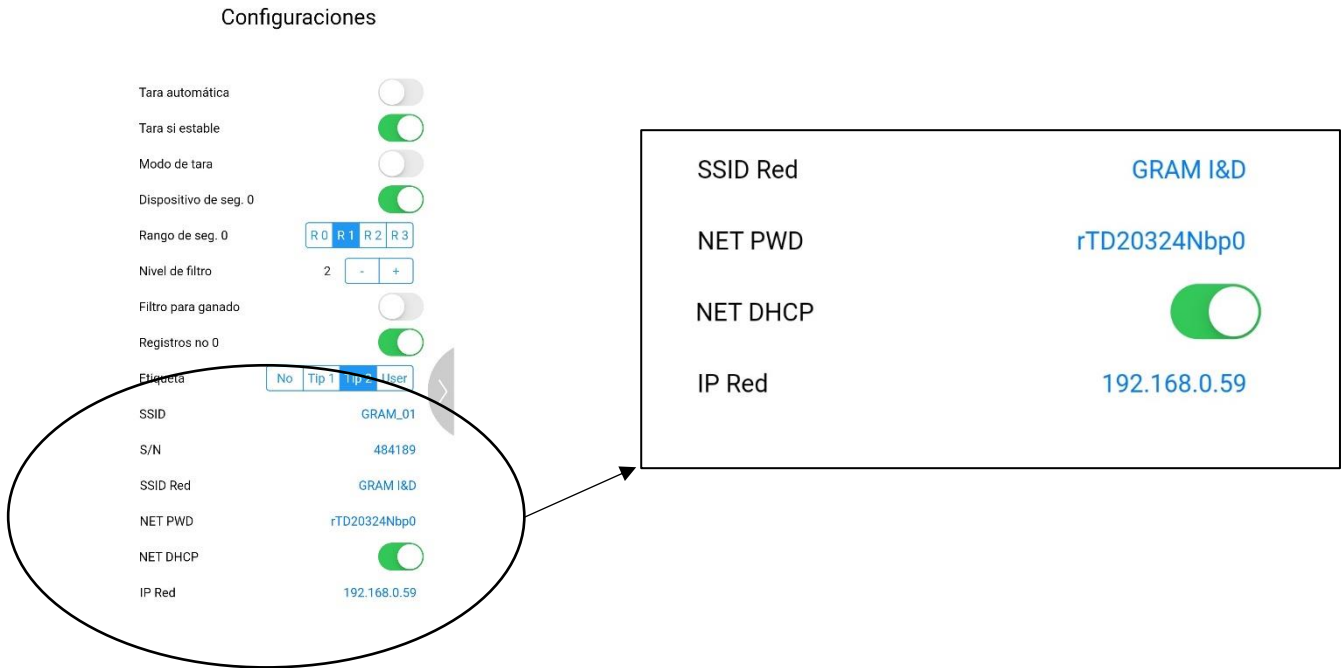 Configuraciones
Tara automática
Tara si estable
Modo de tara
Dispositivo de seg. 0
Rango de seg. 0 R 0 R 1 R 2 R 3
Nivel de filtro 2 - +
Filtro para ganado
Registros no 0
Etiqueta No Tip 1 Tip 2 User
SSID GRAM_01
S/N 484189
SSID Red GRAM I&D
NET PWD rTD20324Nbp0
NET DHCP
IP Red 192.168.0.59
SSID Red GRAM I&D
NET PWD rTD20324Nbp0
NET DHCP
IP Red 192.168.0.59